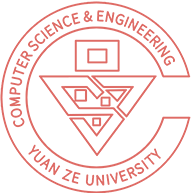 COMPUTER SCIENCE & ENGINEERING
YUAN ZE UNIVERSITY